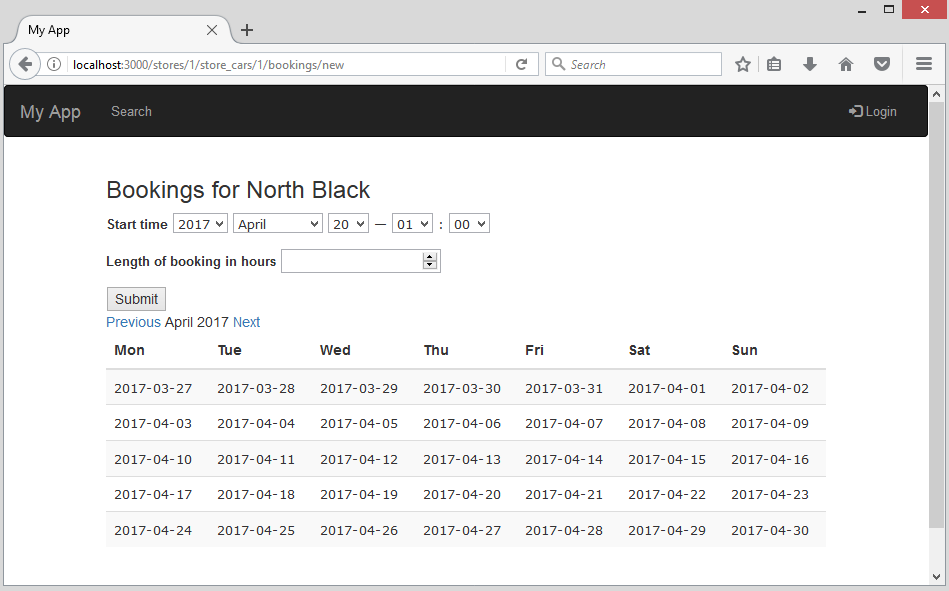 My App
localhost:3000/stores/1/store_cars/1/bookings/new
Search
My App Search Login
Bookings for North Black
Start time 2017 April 20 — 01 : 00
Length of booking in hours
Submit
Previous April 2017 Next
Mon Tue Wed Thu Fri Sat Sun
2017-03-27 2017-03-28 2017-03-29 2017-03-30 2017-03-31 2017-04-01 2017-04-02
2017-04-03 2017-04-04 2017-04-05 2017-04-06 2017-04-07 2017-04-08 2017-04-09
2017-04-10 2017-04-11 2017-04-12 2017-04-13 2017-04-14 2017-04-15 2017-04-16
2017-04-17 2017-04-18 2017-04-19 2017-04-20 2017-04-21 2017-04-22 2017-04-23
2017-04-24 2017-04-25 2017-04-26 2017-04-27 2017-04-28 2017-04-29 2017-04-30